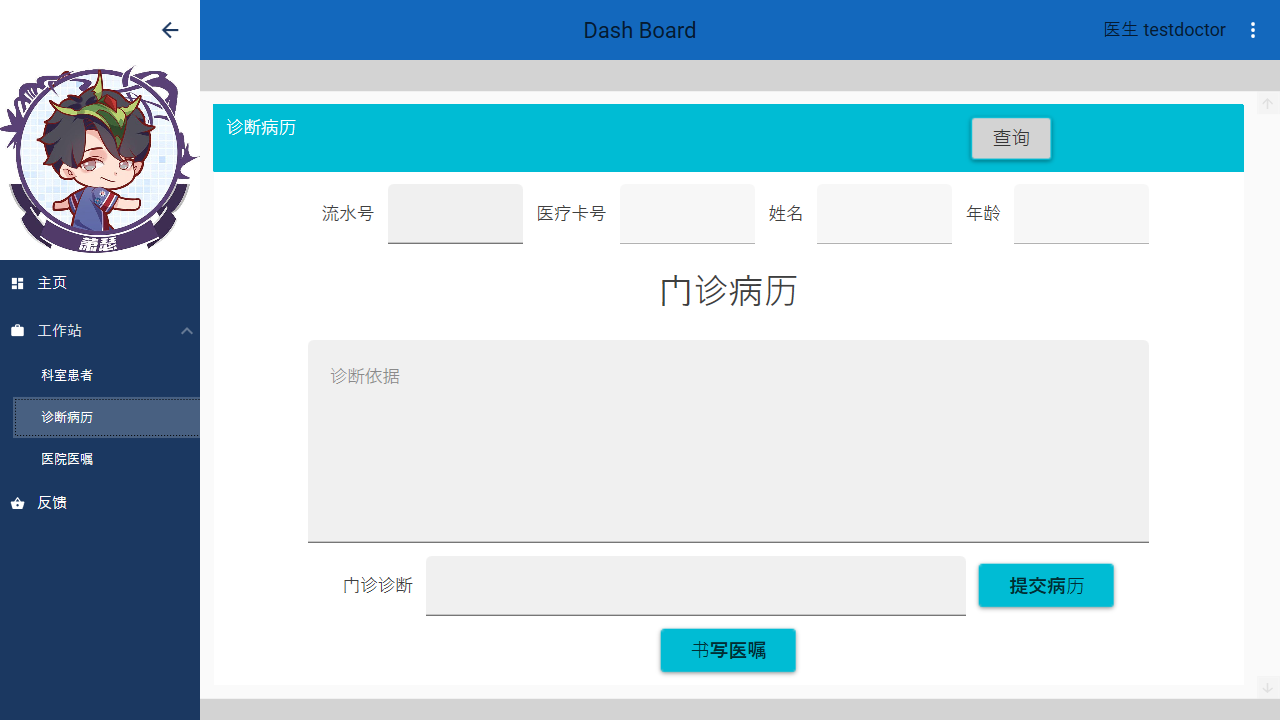 Dash Board
医生 testdoctor
萧瑟
主页
工作站
科室患者
诊断病历
医院医嘱
反馈
诊断病历
查询
流水号
医疗卡号
姓名
年龄
门诊病历
诊断依据
门诊诊断
提交病历
书写医嘱